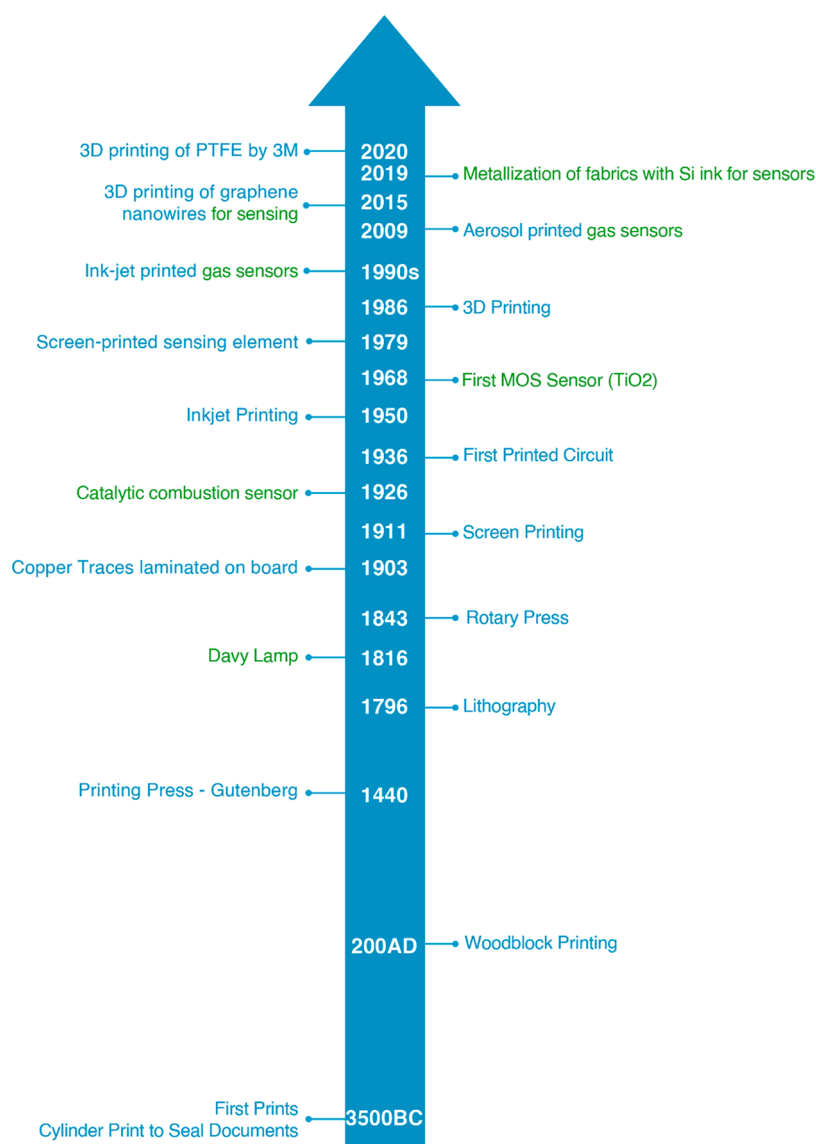 3D printing of PTFE by 3M 2020
2019 Metallization of fabrics with Si ink for sensors
3D printing of graphene
nanowires for sensing 2015
2009 Aerosol printed gas sensors
Ink-jet printed gas sensors 1990s
1986 3D Printing
Screen-printed sensing element 1979
1968 First MOS Sensor (TiO2)
Inkjet Printing 1950
1936 First Printed Circuit
Catalytic combustion sensor 1926
1911 Screen Printing
Copper Traces laminated on board 1903
1843 Rotary Press
Davy Lamp 1816
1796 Lithography
Printing Press - Gutenberg 1440
200AD Woodblock Printing
First Prints
Cylinder Print to Seal Documents 3500BC